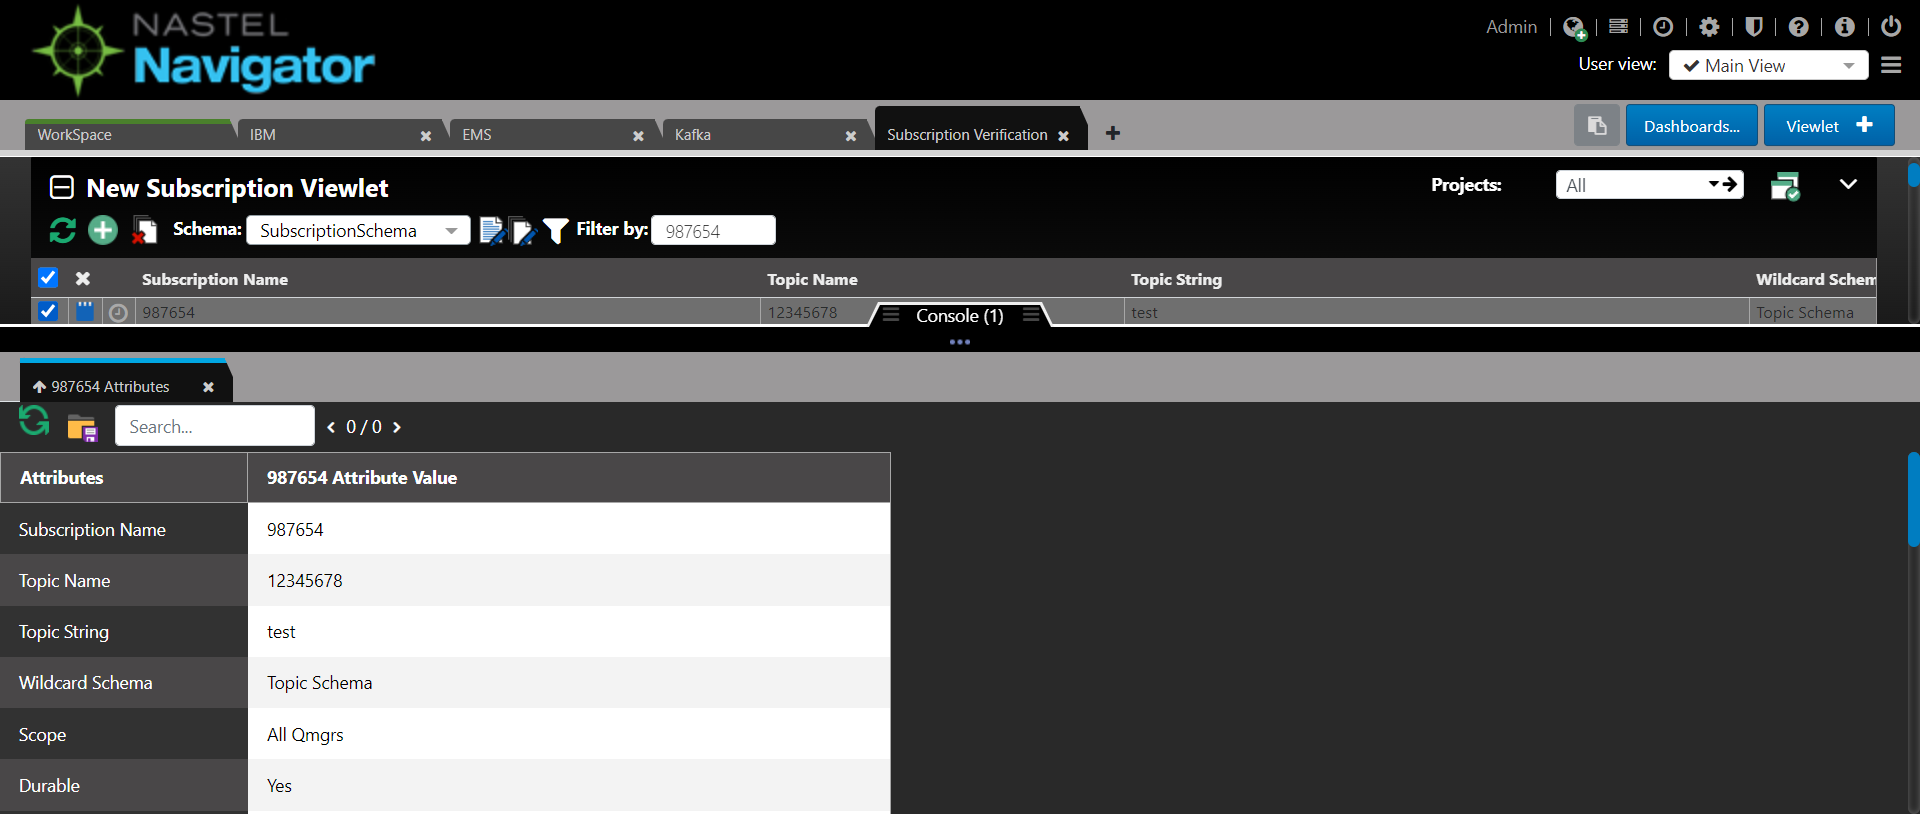 NASTEL
Navigator
Admin
User view: Main View
WorkSpace IBM EMS Kafka Subscription Verification
Dashboards... Viewlet
New Subscription Viewlet
Projects: All
Schema: SubscriptionSchema Filter by: 987654
Subscription Name Topic Name Topic String Wildcard Schem
987654 12345678 test Topic Schema
Console (1)
987654 Attributes
Search... 0 / 0
Attributes 987654 Attribute Value
Subscription Name 987654
Topic Name 12345678
Topic String test
Wildcard Schema Topic Schema
Scope All Qmgrs
Durable Yes